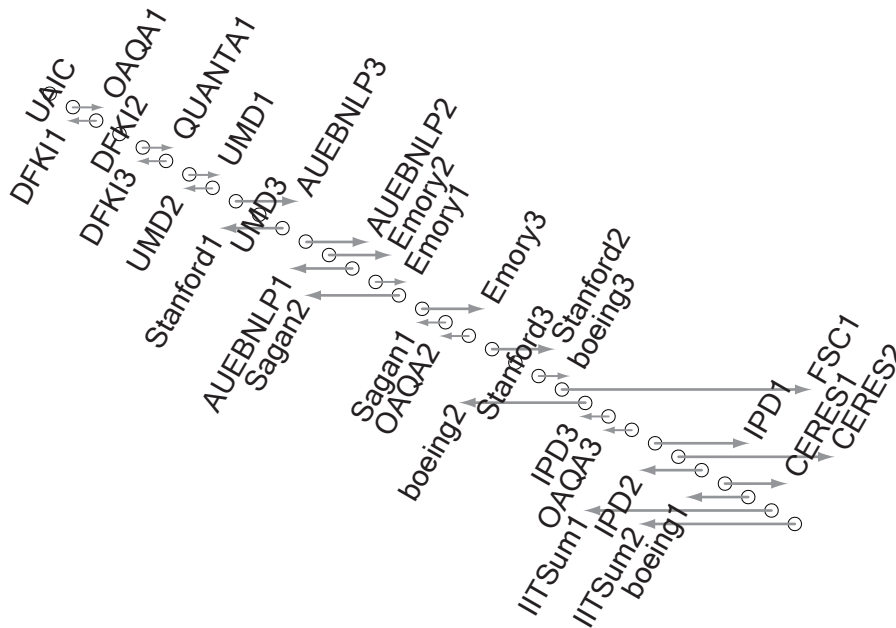 UAIC
OAQA1
DFKI1
DFKI2
QUANTA1
DFKI3
UMD1
UMD2
AUEBNLP3
UMD3
Stanford1
AUEBNLP2
Emory2
AUEBNLP1
Emory1
Sagan2
Emory3
Sagan1
OAQA2
Stanford2
Stanford3
boeing3
FSC1
boeing2
IPD3
OAQA3
IPD1
CERES2
IPD2
CERES1
boeing1
IITSum1
IITSum2